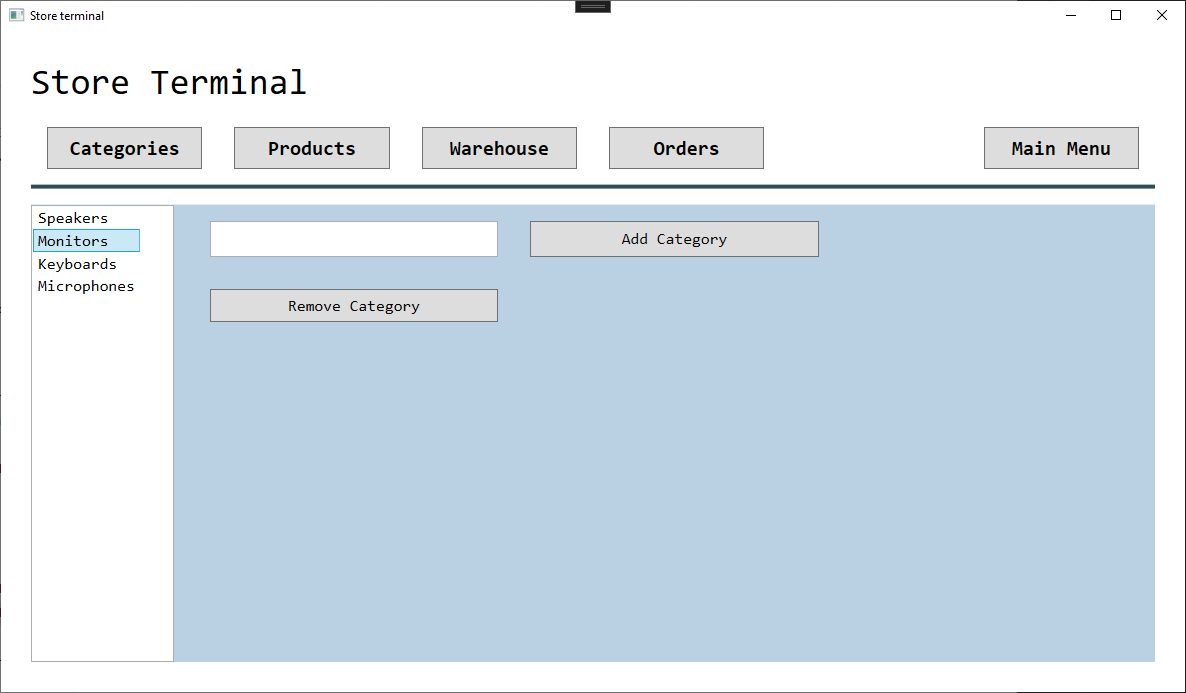 Store terminal
Store Terminal
Categories Products Warehouse Orders Main Menu
Speakers
Monitors
Keyboards
Microphones
Add Category
Remove Category